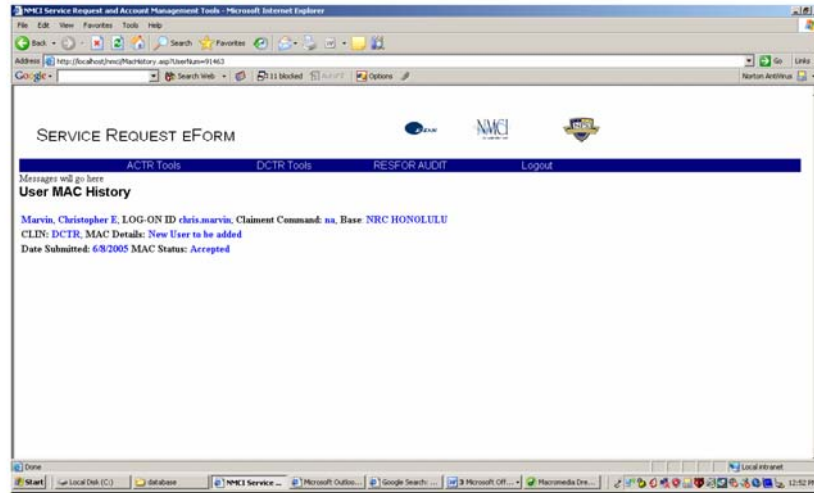 NMCI Service Request and Account Management Tools - Microsoft Internet Explorer
File Edit View Favorites Tools Help
Back Search Favorites
Address http://localhost/nmci/MacHistory.asp?UserNum=91463 Go Links
Google Search Web 11 blocked Options Norton AntiVirus
SERVICE REQUEST EFORM
NMCI
ACTR Tools DCTR Tools RESFOR AUDIT Logout
Messages will go here
User MAC History
Marvin, Christopher E, LOG-ON ID chris.marvin, Claiment Command: na, Base: NRC HONOLULU
CLIN: DCTR, MAC Details: New User to be added
Date Submitted: 6/8/2005 MAC Status: Accepted
Done Local intranet
Start Local Disk (C:) database NMCI Service ... Microsoft Outloo... Google Search: ... 3 Microsoft Off... Macromedia Dre... 12:52 PM